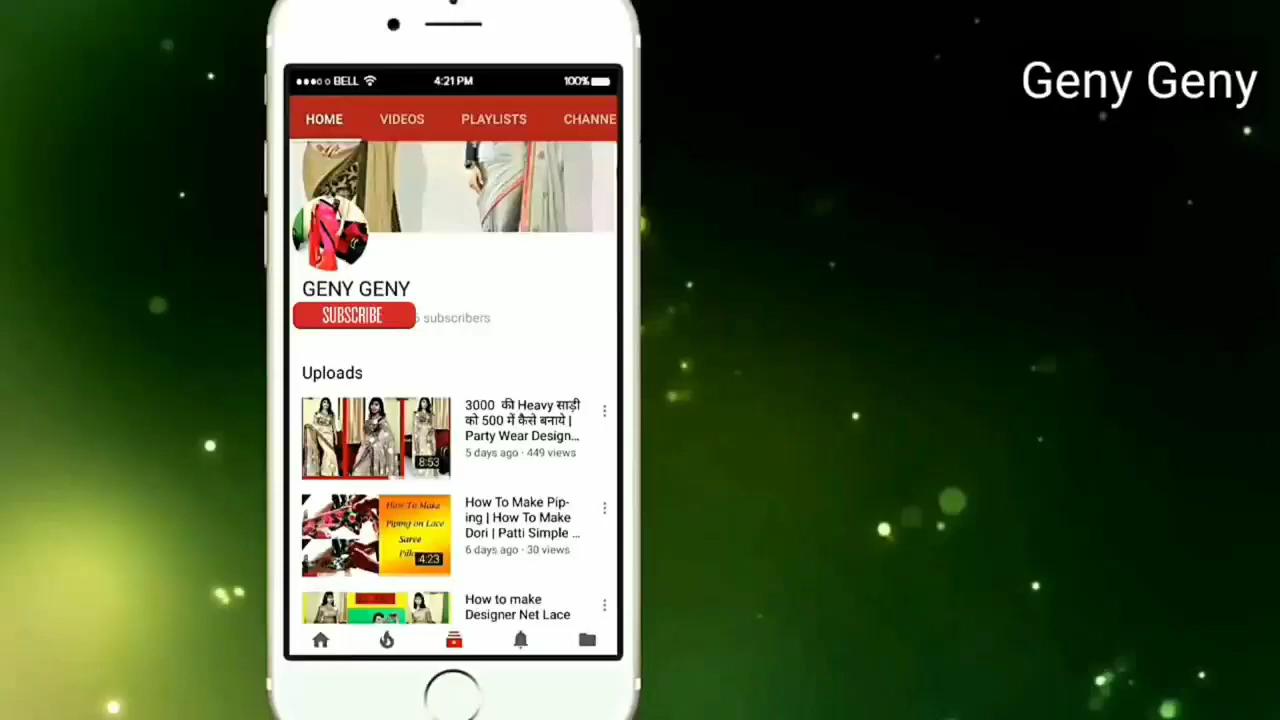 Geny Geny
BELL 4:21 PM 100%
HOME VIDEOS PLAYLISTS CHANNE
GENY GENY
SUBSCRIBE subscribers
Uploads
3000 की Heavy साड़ी
को 500 में कैसे बनाये |
Party Wear Design...
5 days ago · 449 views
8:53
How To Make Pip-
ing | How To Make
Dori | Patti Simple ...
6 days ago · 30 views
How To Make
Piping on Lace
Saree
4:23
How to make
Designer Net Lace